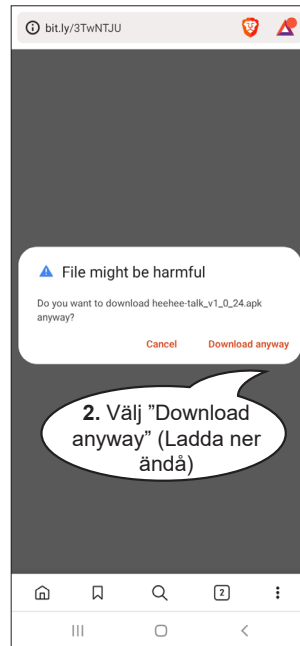 bit.ly/3TwNTJU
File might be harmful
Do you want to download heehee-talk_v1_0_24.apk
anyway?
Cancel Download anyway
2. Välj ”Download
anyway” (Ladda ner
ändå)
2